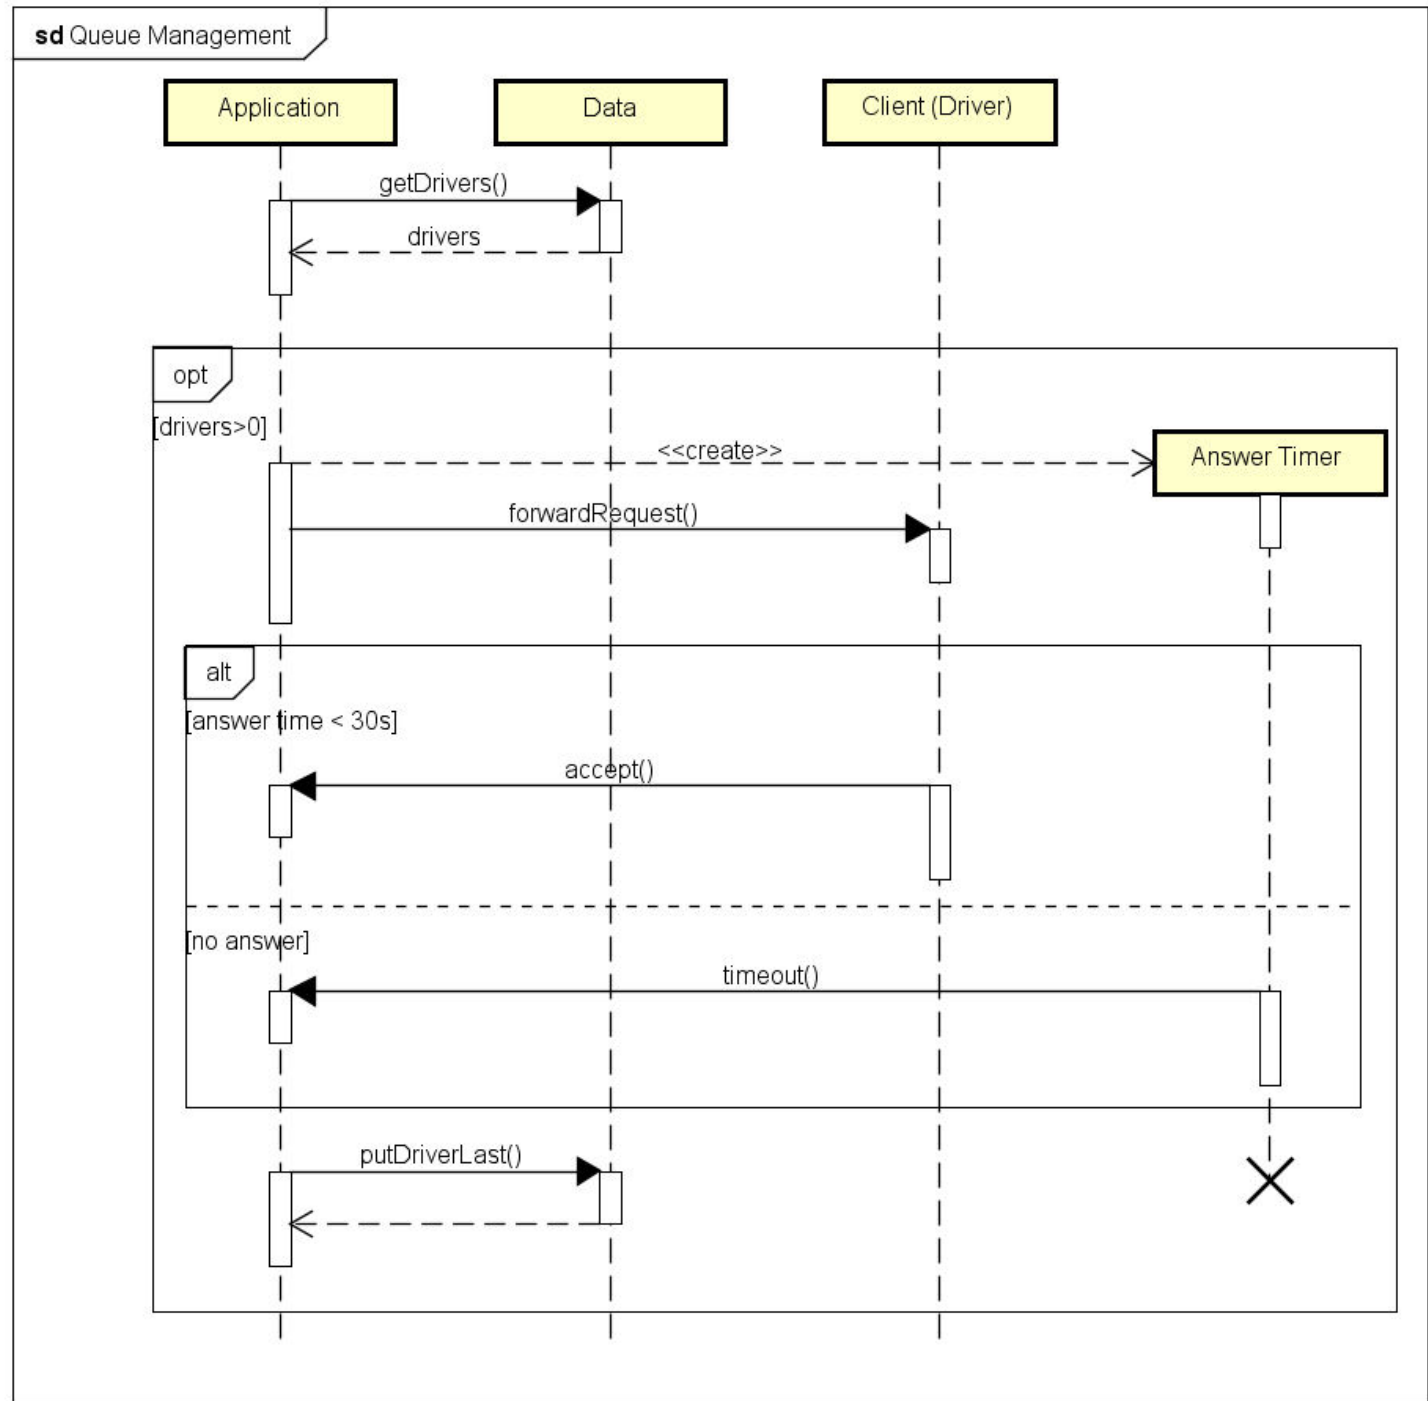 sd Queue Management
Application
Data
Client (Driver)
getDrivers()
drivers
opt
[drivers>0]
<<create>>
Answer Timer
forwardRequest()
alt
[answer time < 30s]
accept()
[no answer]
timeout()
putDriverLast()